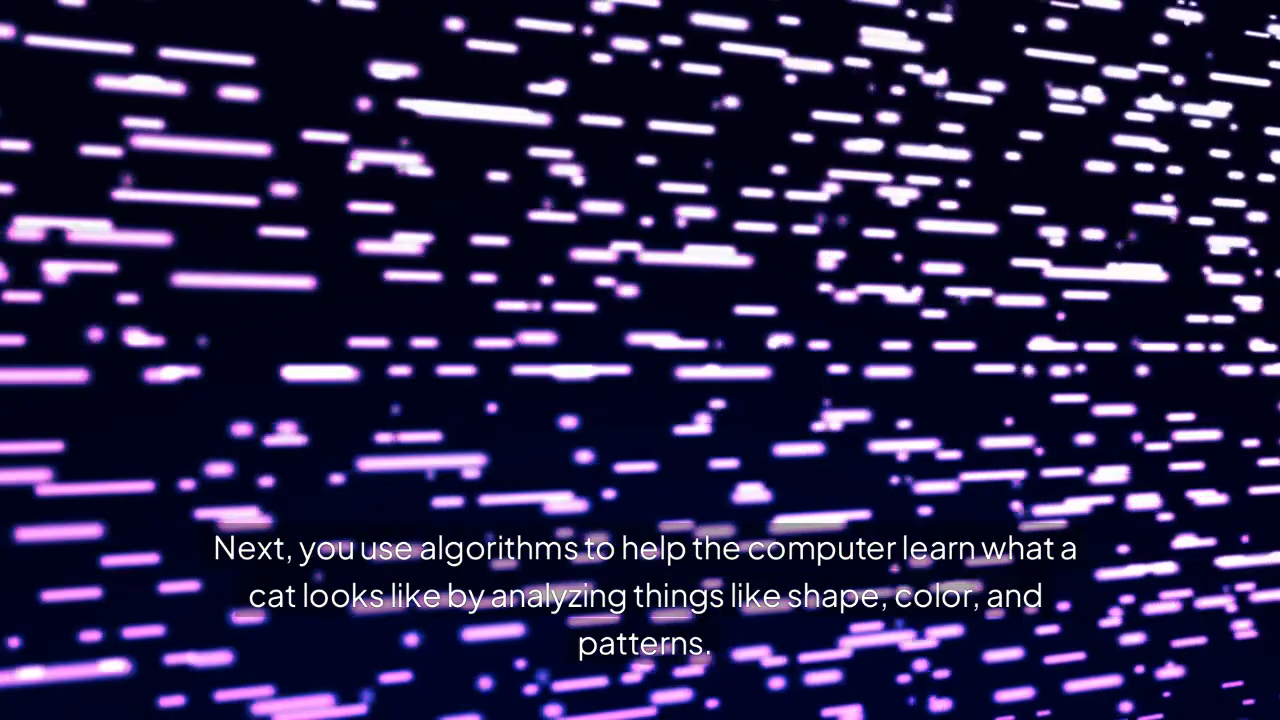 Next, you use algorithms to help the computer learn what a
cat looks like by analyzing things like shape, color, and
patterns.